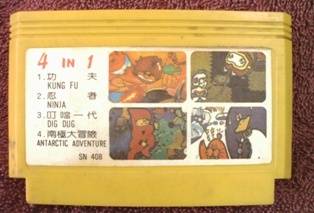 4 IN 1
1. 功夫
KUNG FU
2. 忍者
NINJA
3. 叮噹一代
DIG DUG
4. 南極大冒險
ANTARCTIC ADVENTURE
SN 408